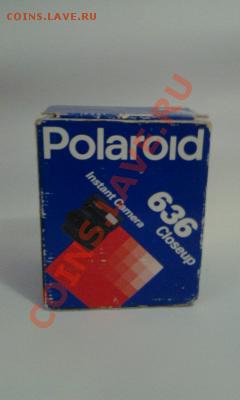 COINS.LAVE.RU
Polaroid
Instant Camera
636
Closeup
COINS.LAVE.RU